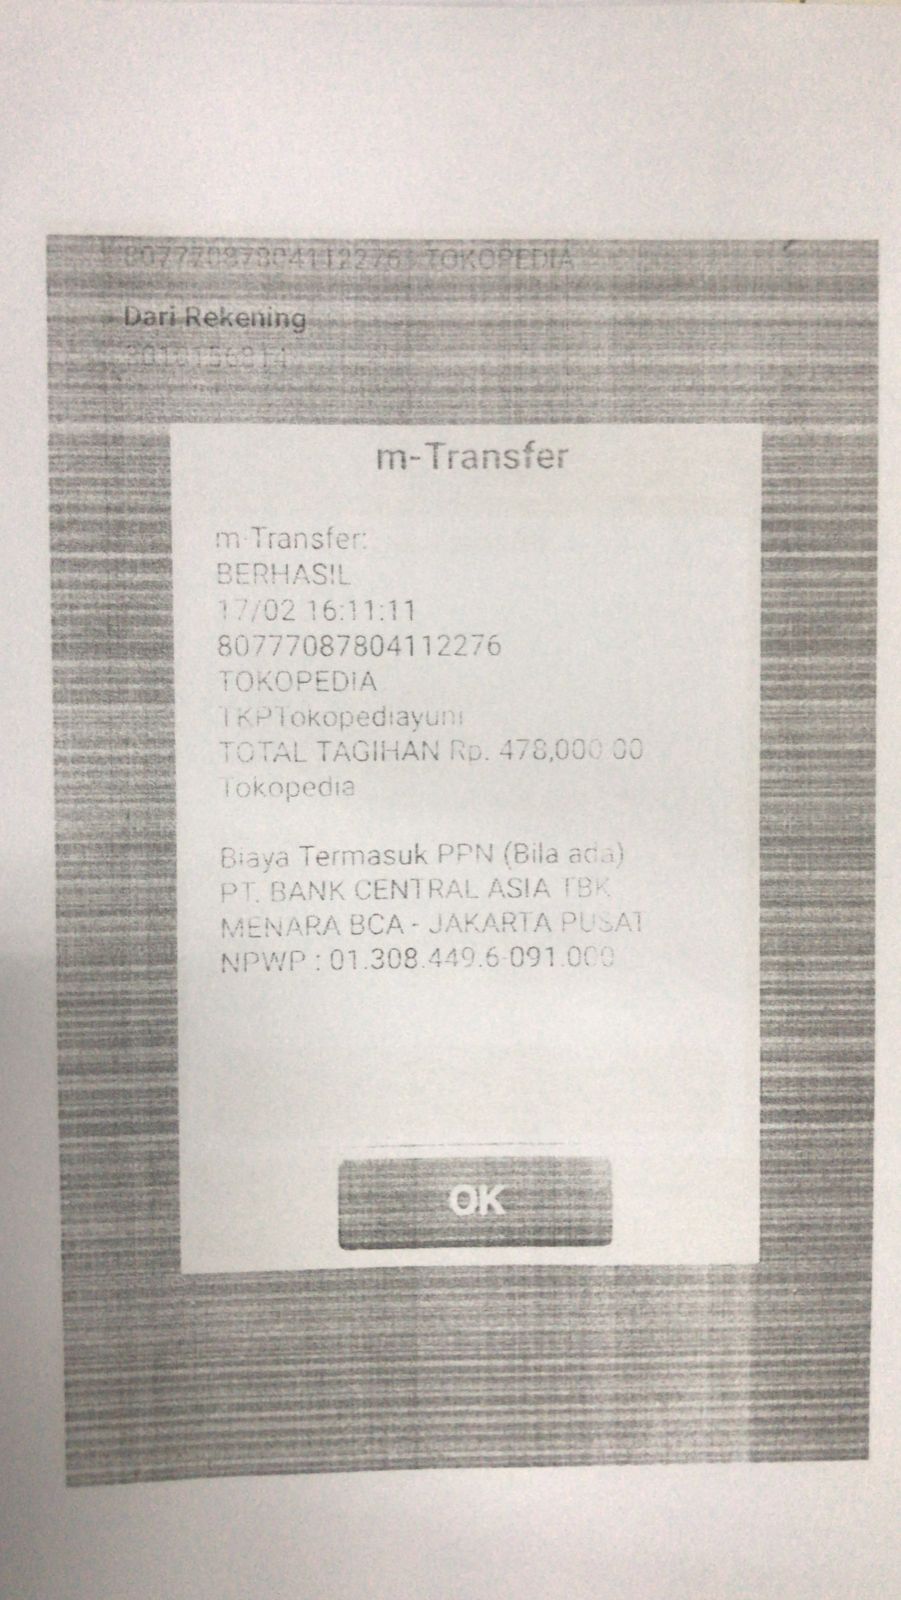 80777087804112276 TOKOPEDIA
Dari Rekening
m-Transfer
m-Transfer:
BERHASIL
17/02 16:11:11
80777087804112276
TOKOPEDIA
TKPTokopediayuni
TOTAL TAGIHAN Rp. 478,000.00
Tokopedia
Biaya Termasuk PPN (Bila ada)
PT. BANK CENTRAL ASIA TBK
MENARA BCA - JAKARTA PUSAT
NPWP : 01.308.449.6-091.000
OK